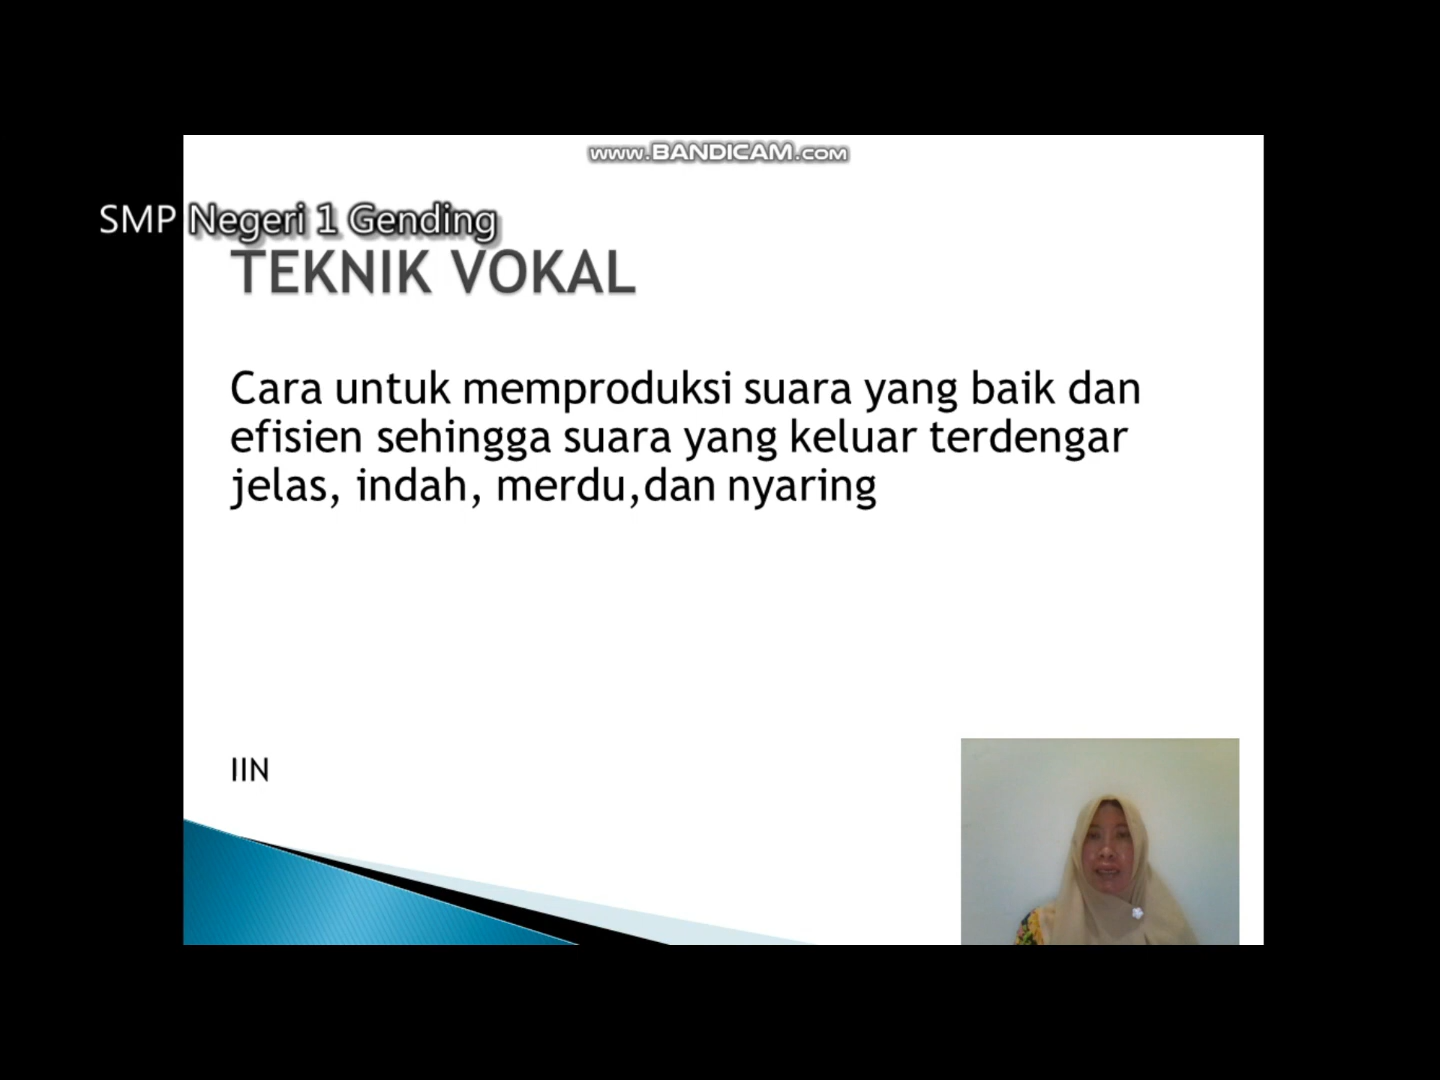 www.BANDICAM.com
SMP Negeri 1 Gending
TEKNIK VOKAL
Cara untuk memproduksi suara yang baik dan
efisien sehingga suara yang keluar terdengar
jelas, indah, merdu,dan nyaring
IIN